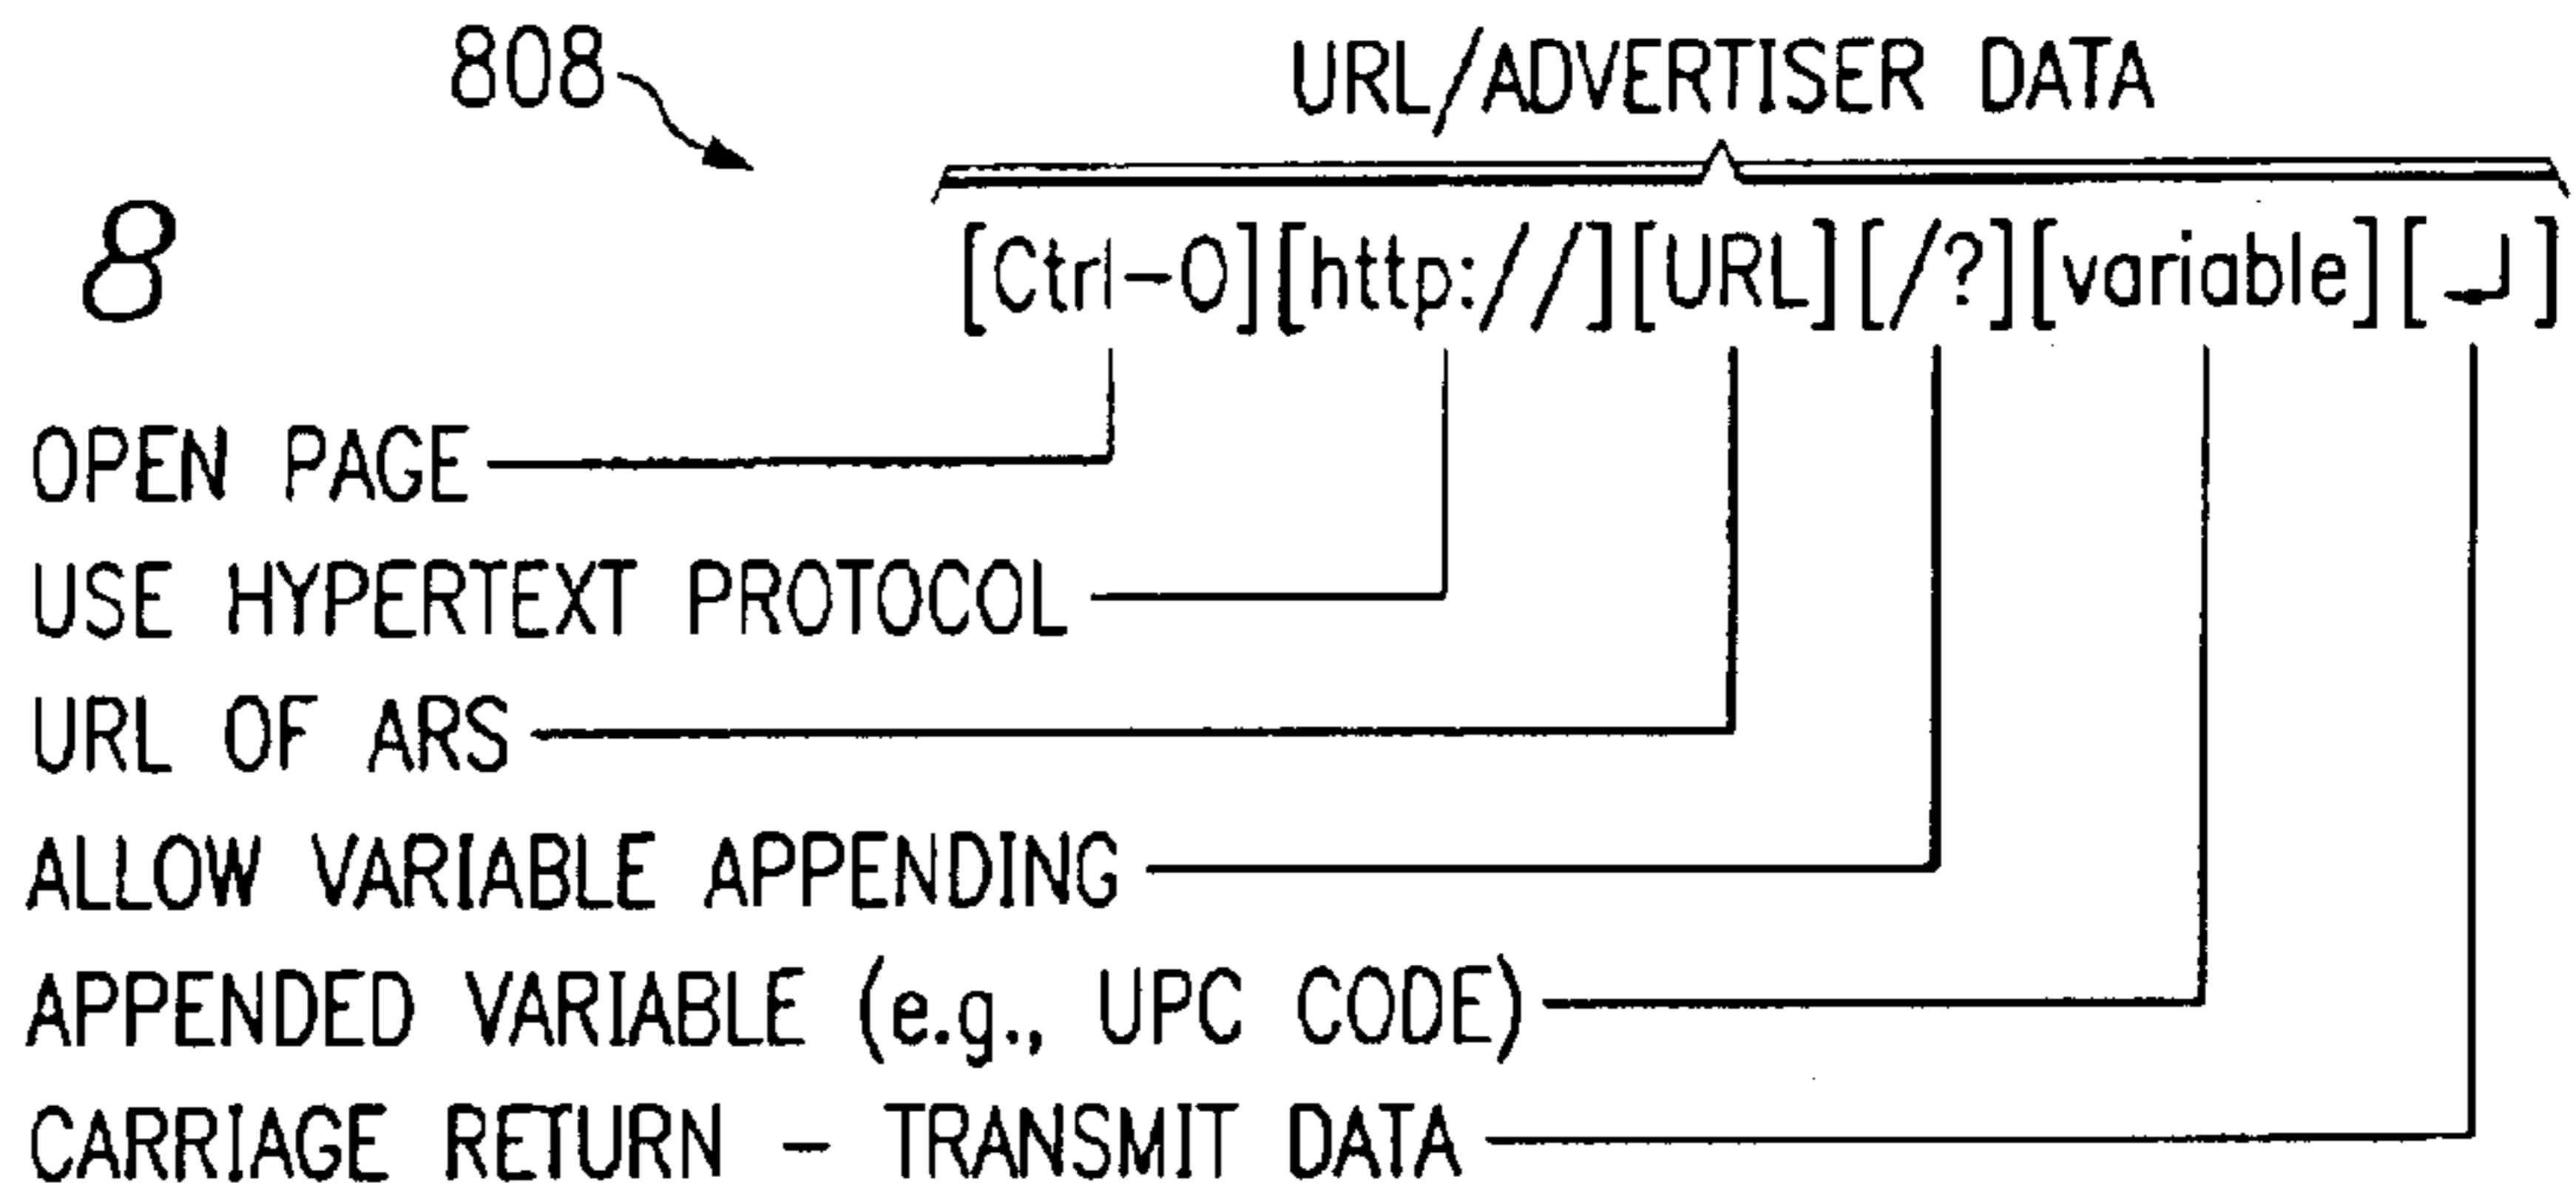 808
URL/ADVERTISER DATA
8
[Ctrl-O][http://][URL][/?][variable][↵]
OPEN PAGE
USE HYPERTEXT PROTOCOL
URL OF ARS
ALLOW VARIABLE APPENDING
APPENDED VARIABLE (e.g., UPC CODE)
CARRIAGE RETURN - TRANSMIT DATA